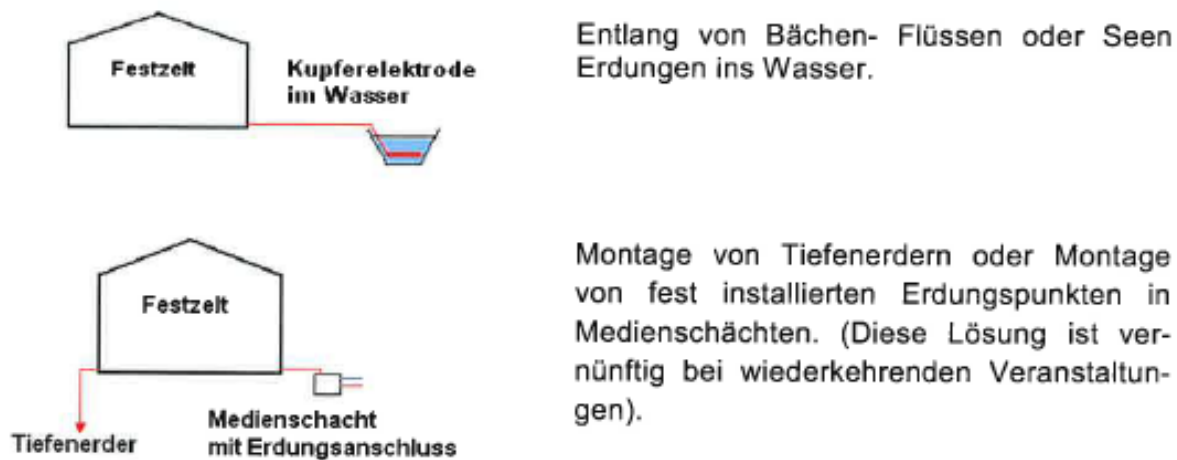 Festzelt
Kupferelektrode
im Wasser
Entlang von Bächen- Flüssen oder Seen
Erdungen ins Wasser.
Festzelt
Tiefenerder
Medienschacht
mit Erdungsanschluss
Montage von Tiefenerdern oder Montage
von fest installierten Erdungspunkten in
Medienschächten. (Diese Lösung ist ver-
nünftig bei wiederkehrenden Veranstaltun-
gen).